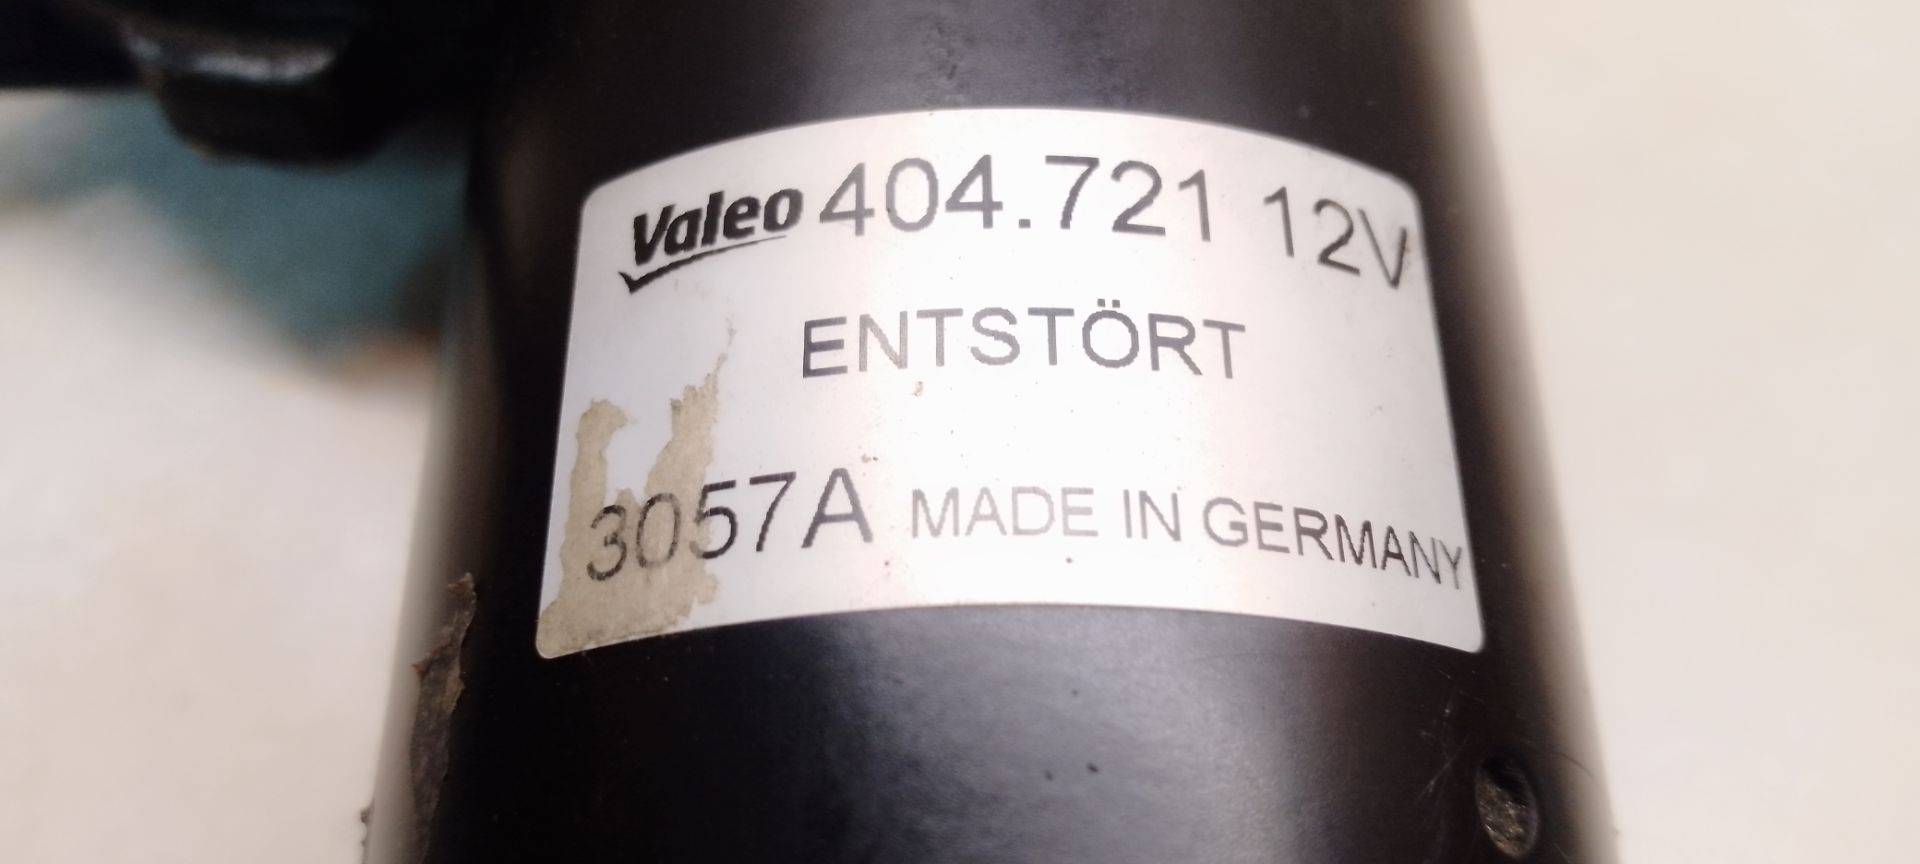 Valeo 404.721 12V
ENTSTÖRT
3057A MADE IN GERMANY